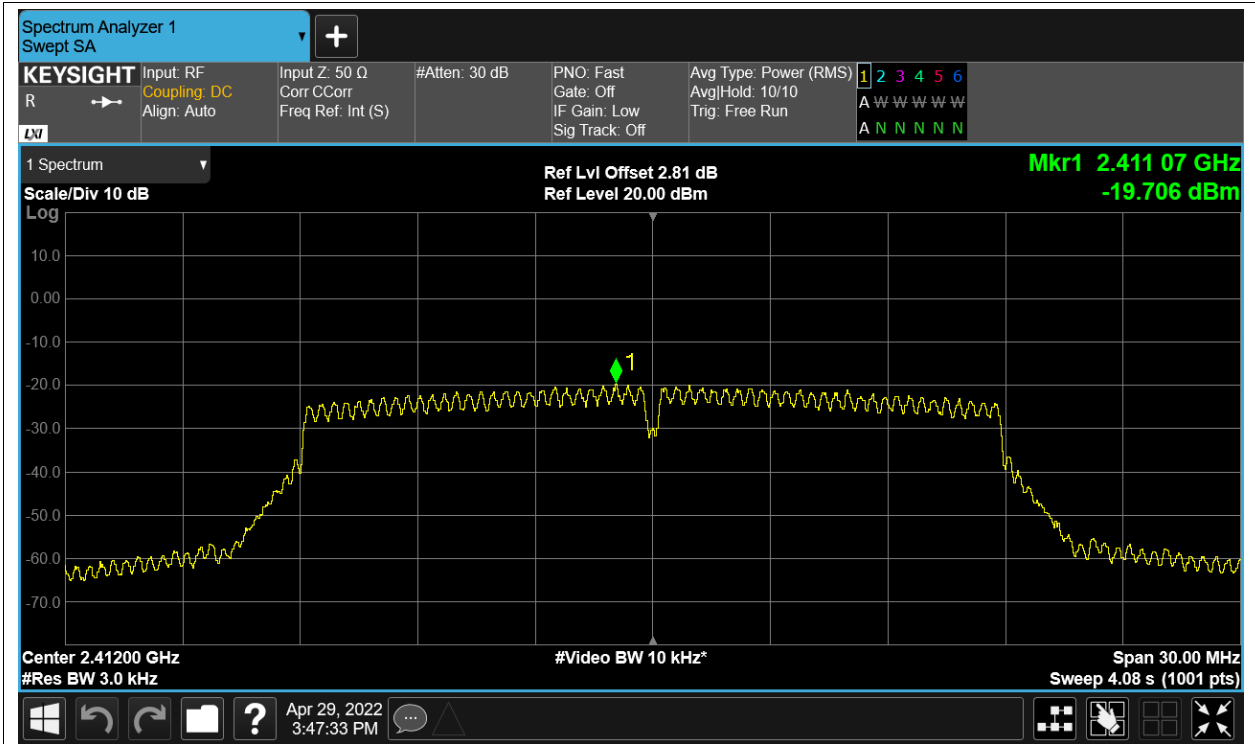 Spectrum Analyzer 1
Swept SA
KEYSIGHT
R
LXI
Input: RF
Coupling: DC
Align: Auto
Input Z: 50 Ω
Corr CCorr
Freq Ref: Int (S)
#Atten: 30 dB
PNO: Fast
Gate: Off
IF Gain: Low
Sig Track: Off
Avg Type: Power (RMS)
Avg|Hold: 10/10
Trig: Free Run
1 2 3 4 5 6
A W W W W W
A N N N N N
1 Spectrum
Scale/Div 10 dB
Log
Ref Lvl Offset 2.81 dB
Ref Level 20.00 dBm
Mkr1 2.411 07 GHz
-19.706 dBm
10.0
0.00
-10.0
-20.0
-30.0
-40.0
-50.0
-60.0
-70.0
1
Center 2.41200 GHz
#Res BW 3.0 kHz
#Video BW 10 kHz*
Span 30.00 MHz
Sweep 4.08 s (1001 pts)
?
Apr 29, 2022
3:47:33 PM